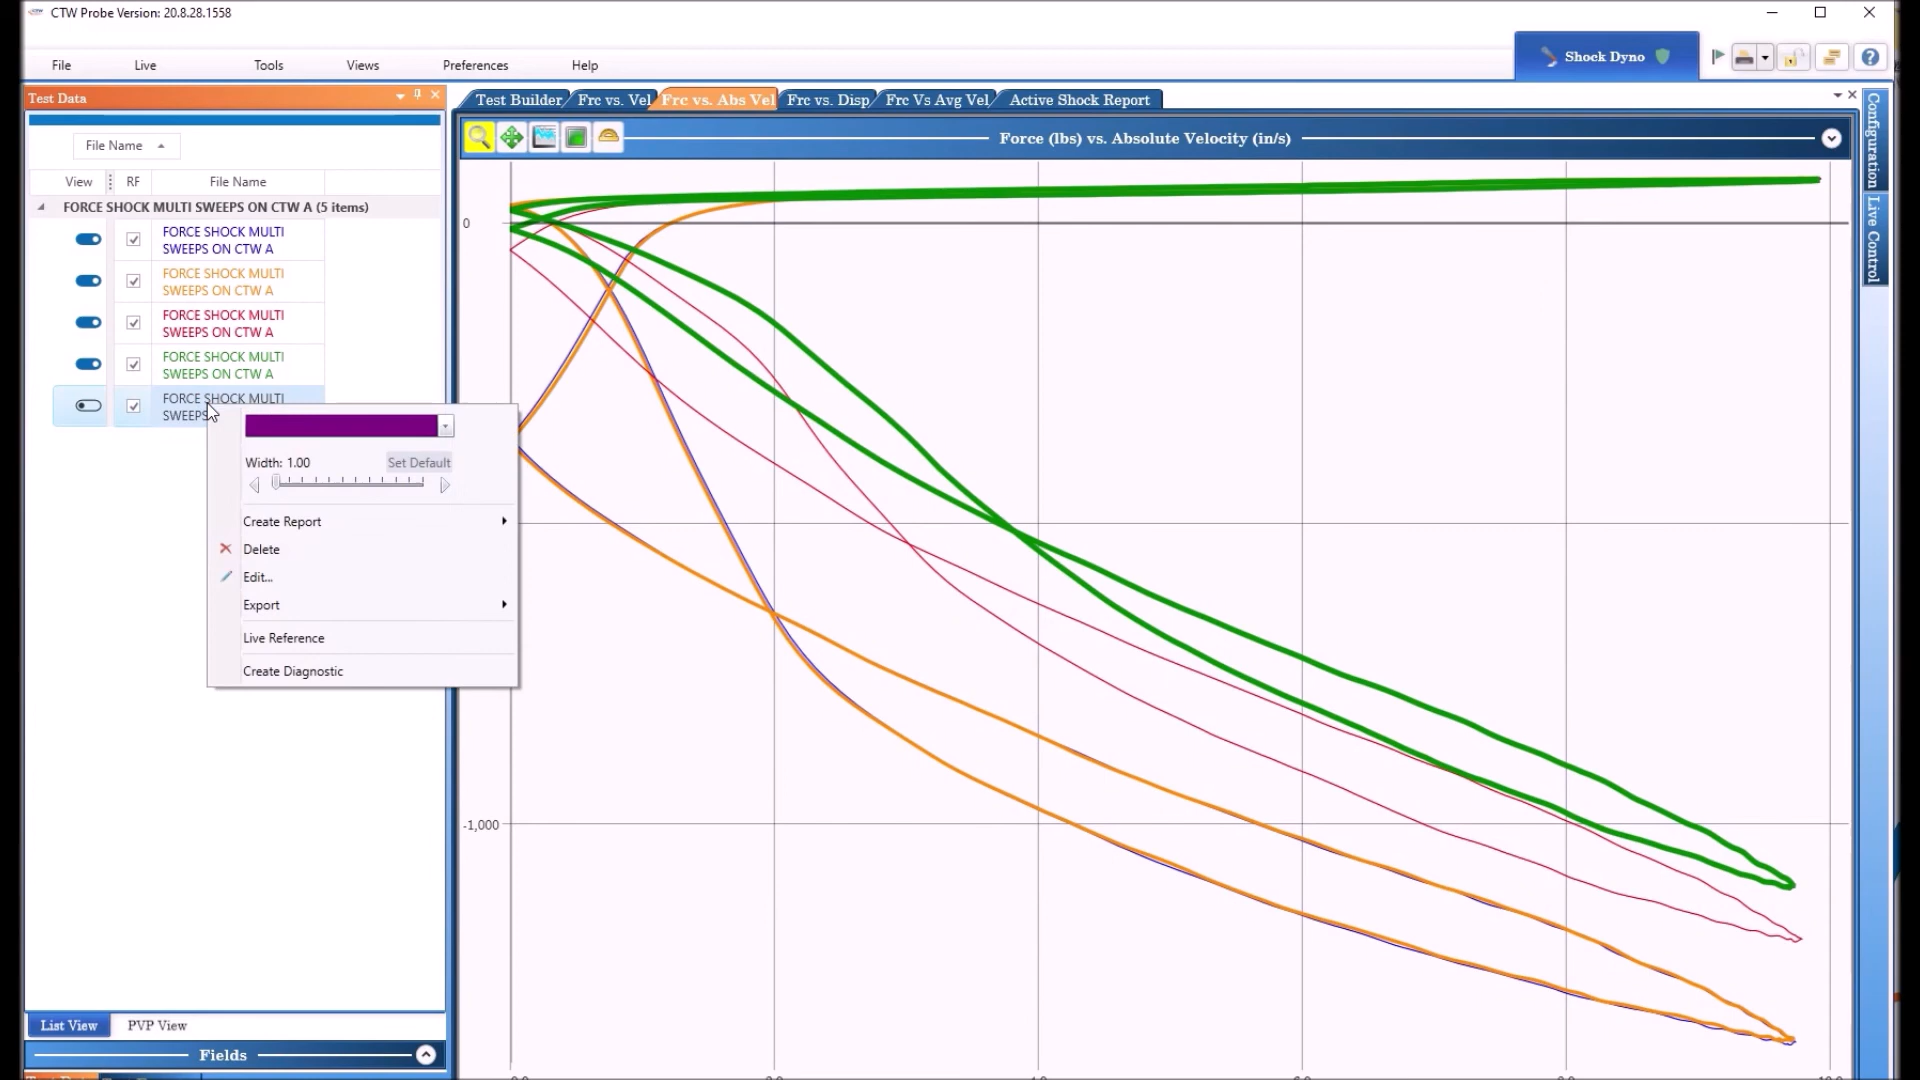 CTW Probe Version: 20.8.28.1558
File Live Tools Views Preferences Help
Shock Dyno
Test Data
Test Builder Frc vs. Vel Frc vs. Abs Vel Frc vs. Disp Frc Vs Avg Vel Active Shock Report
Configuration
Live Control
Force (lbs) vs. Absolute Velocity (in/s)
File Name
View RF File Name
FORCE SHOCK MULTI SWEEPS ON CTW A (5 items)
FORCE SHOCK MULTI
SWEEPS ON CTW A
FORCE SHOCK MULTI
SWEEPS ON CTW A
FORCE SHOCK MULTI
SWEEPS ON CTW A
FORCE SHOCK MULTI
SWEEPS ON CTW A
FORCE SHOCK MULTI
SWEEPS
Width: 1.00 Set Default
Create Report
Delete
Edit...
Export
Live Reference
Create Diagnostic
0
-1,000
List View PVP View
Fields